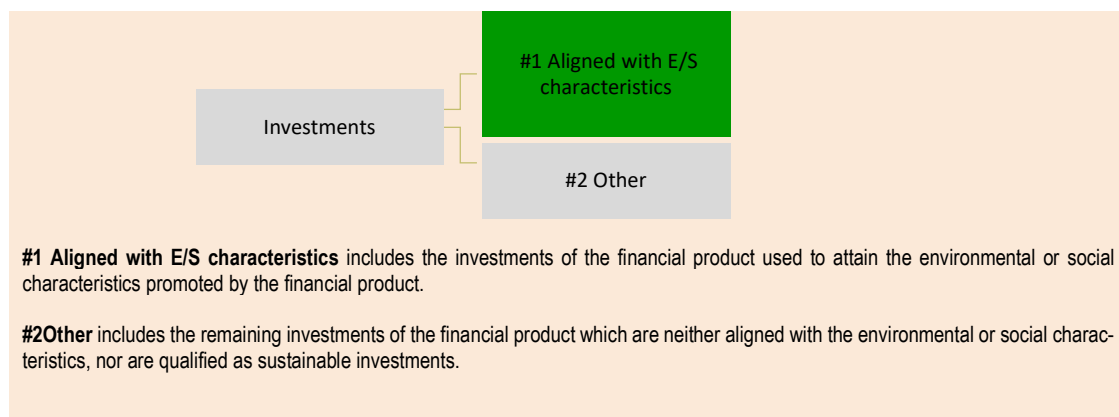 #1 Aligned with E/S
characteristics
Investments
#2 Other
#1 Aligned with E/S characteristics includes the investments of the financial product used to attain the environmental or social
characteristics promoted by the financial product.
#2Other includes the remaining investments of the financial product which are neither aligned with the environmental or social charac-
teristics, nor are qualified as sustainable investments.